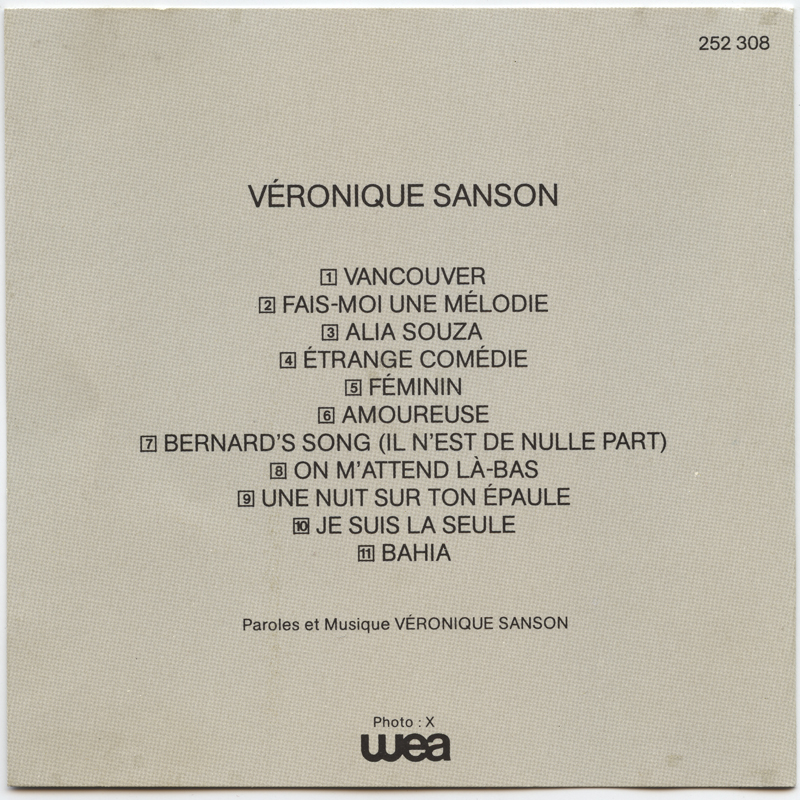 252 308
VÉRONIQUE SANSON
1 VANCOUVER
2 FAIS-MOI UNE MÉLODIE
3 ALIA SOUZA
4 ÉTRANGE COMÉDIE
5 FÉMININ
6 AMOUREUSE
7 BERNARD'S SONG (IL N'EST DE NULLE PART)
8 ON M'ATTEND LÀ-BAS
9 UNE NUIT SUR TON ÉPAULE
10 JE SUIS LA SEULE
11 BAHIA
Paroles et Musique VÉRONIQUE SANSON
Photo : X
wea